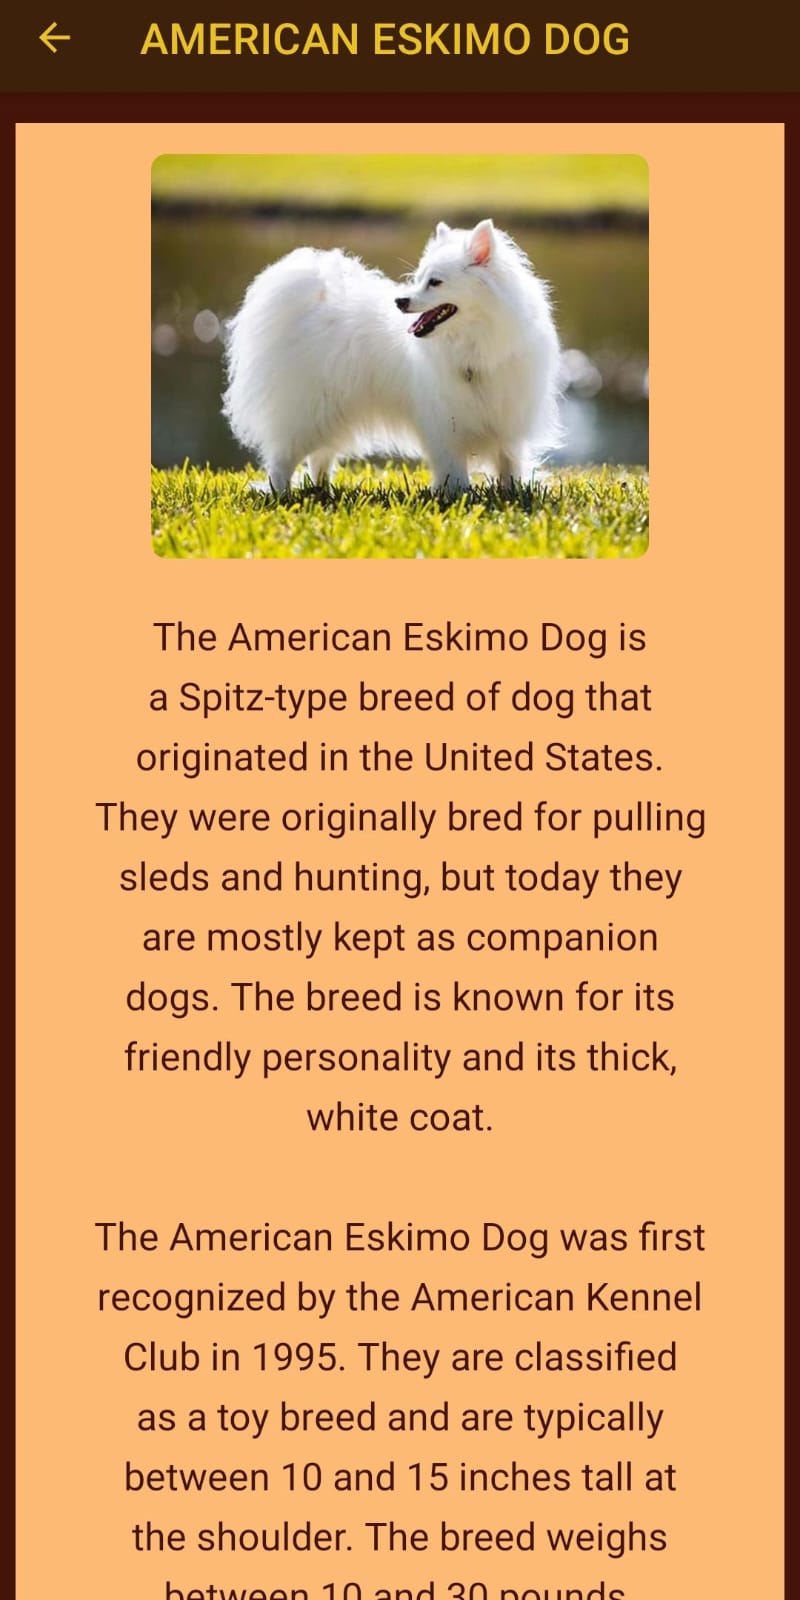 AMERICAN ESKIMO DOG
The American Eskimo Dog is
a Spitz-type breed of dog that
originated in the United States.
They were originally bred for pulling
sleds and hunting, but today they
are mostly kept as companion
dogs. The breed is known for its
friendly personality and its thick,
white coat.
The American Eskimo Dog was first
recognized by the American Kennel
Club in 1995. They are classified
as a toy breed and are typically
between 10 and 15 inches tall at
the shoulder. The breed weighs
between 10 and 30 pounds